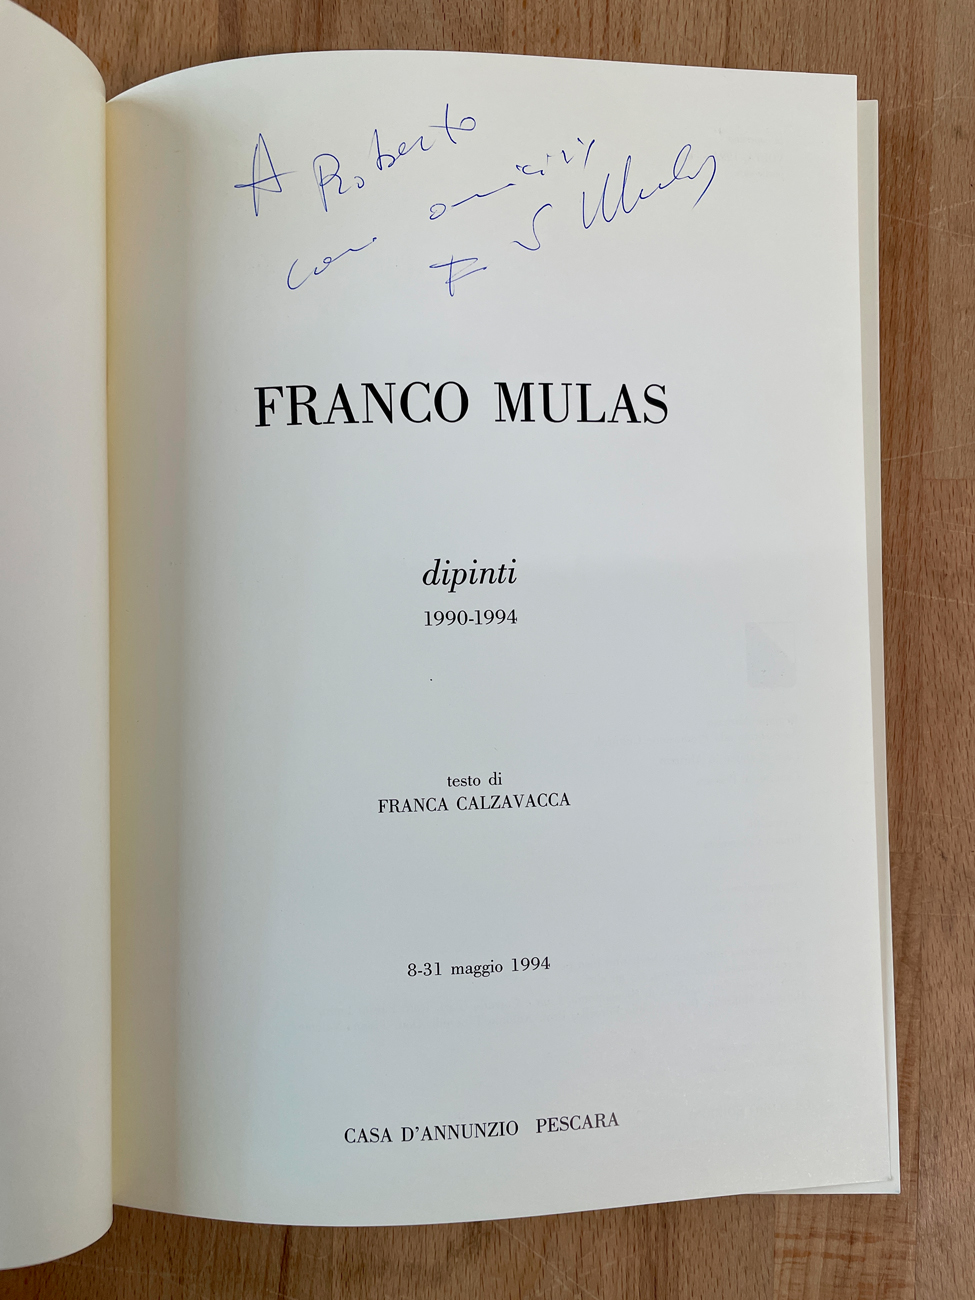 A Roberto
con amicizia
F S Mulas
FRANCO MULAS
dipinti
1990-1994
testo di
FRANCA CALZAVACCA
8-31 maggio 1994
CASA D'ANNUNZIO PESCARA